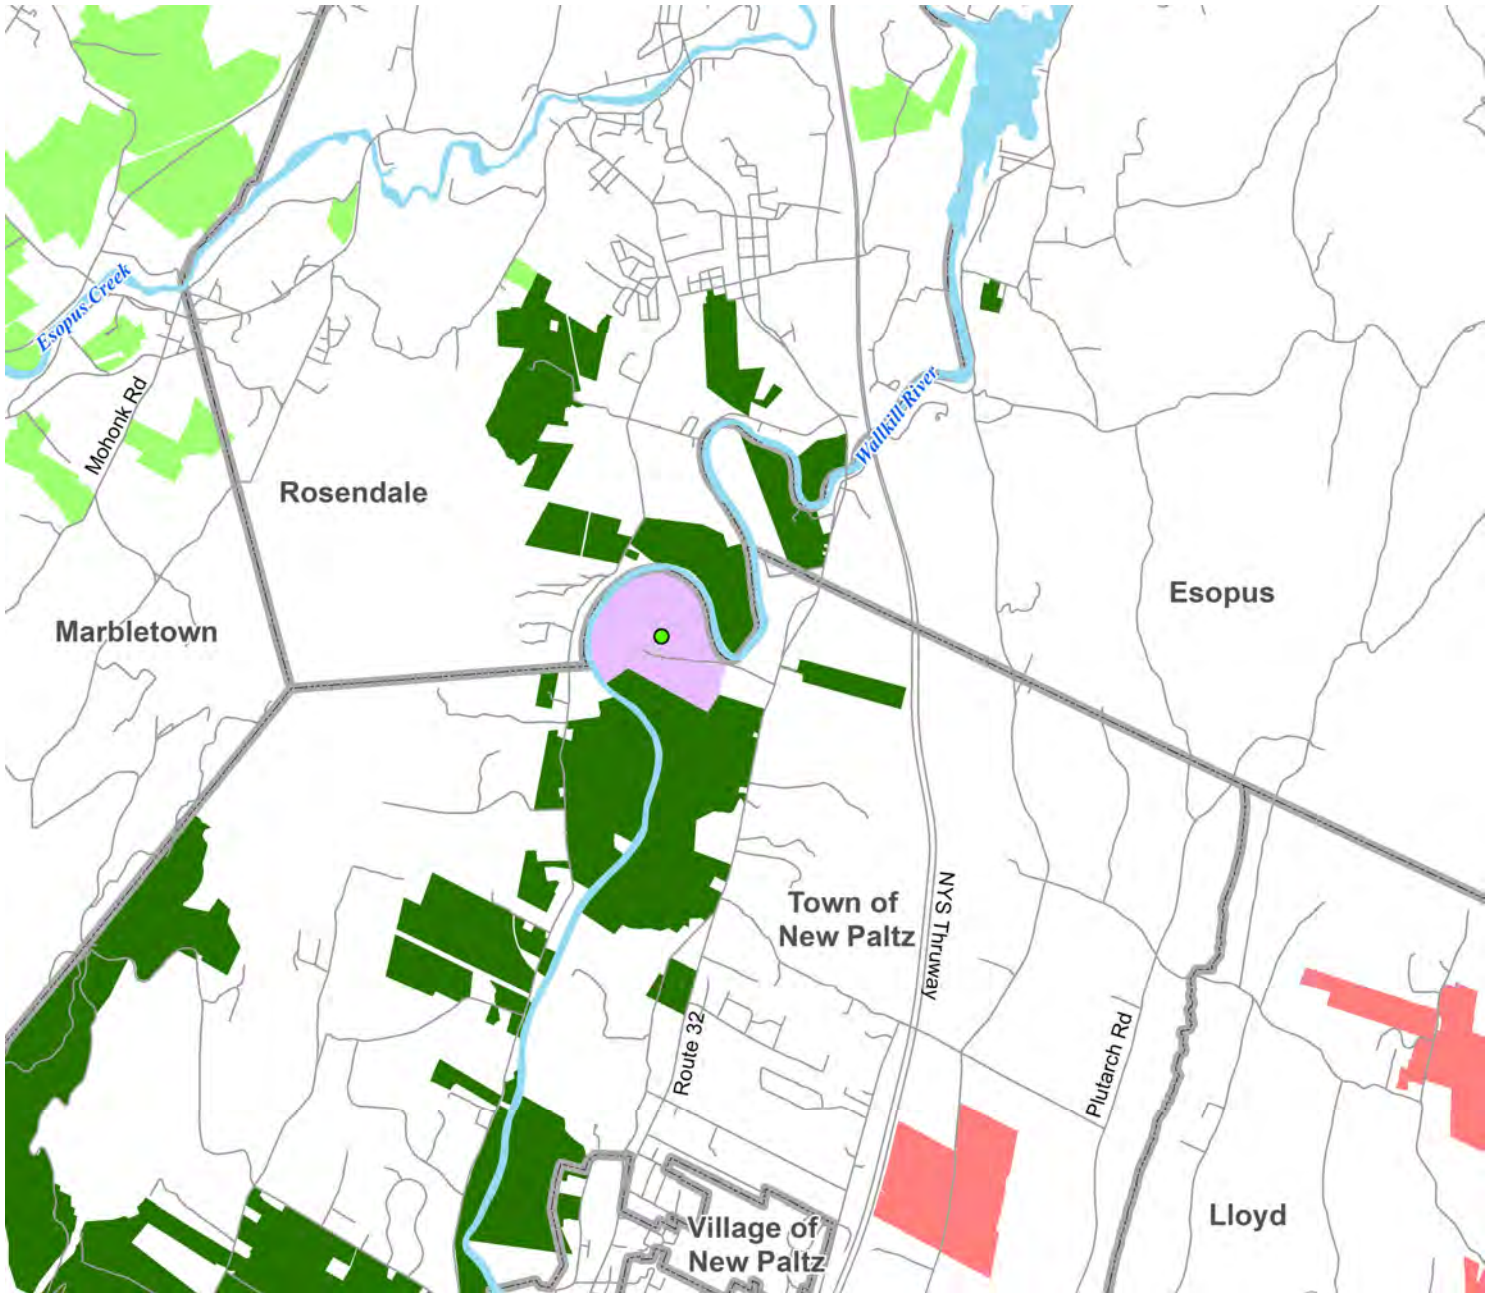 Esopus Creek
Mohonk Rd
Wallkill River
Rosendale
Esopus
Marbletown
Town of
New Paltz
NYS Thruway
Route 32
Plutarch Rd
Lloyd
Village of
New Paltz